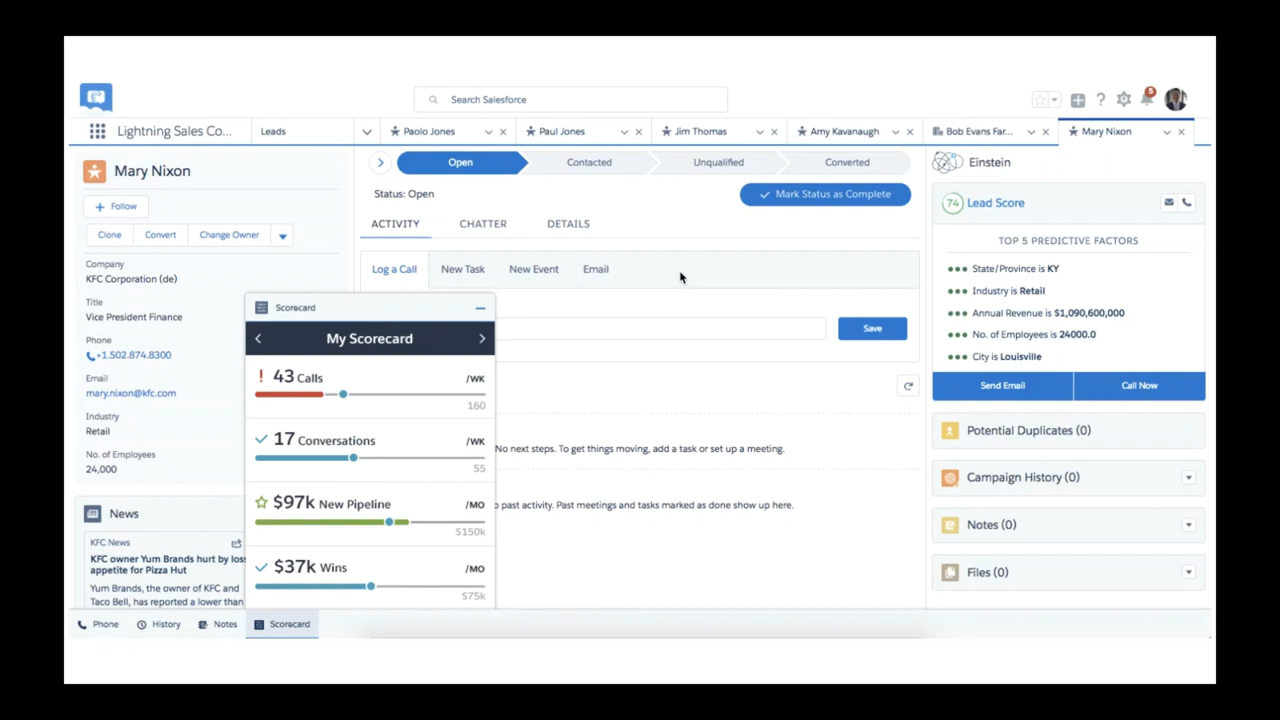 Search Salesforce
5
Lightning Sales Co...
Leads
Paolo Jones
Paul Jones
Jim Thomas
Amy Kavanaugh
Bob Evans Far...
Mary Nixon
Mary Nixon
Follow
Clone
Convert
Change Owner
Company
KFC Corporation (de)
Title
Vice President Finance
Phone
+1.502.874.8300
Email
mary.nixon@kfc.com
Industry
Retail
No. of Employees
24,000
News
KFC News
KFC owner Yum Brands hurt by loss
appetite for Pizza Hut
Yum Brands, the owner of KFC and
Taco Bell, has reported a lower than
Open
Contacted
Unqualified
Converted
Status: Open
Mark Status as Complete
ACTIVITY
CHATTER
DETAILS
Log a Call
New Task
New Event
Email
Save
No next steps. To get things moving, add a task or set up a meeting.
past activity. Past meetings and tasks marked as done show up here.
Scorecard
My Scorecard
! 43 Calls /WK
160
17 Conversations /WK
55
$97k New Pipeline /MO
$150k
$37k Wins /MO
$75k
Einstein
74 Lead Score
TOP 5 PREDICTIVE FACTORS
State/Province is KY
Industry is Retail
Annual Revenue is $1,090,600,000
No. of Employees is 24000.0
City is Louisville
Send Email
Call Now
Potential Duplicates (0)
Campaign History (0)
Notes (0)
Files (0)
Phone
History
Notes
Scorecard